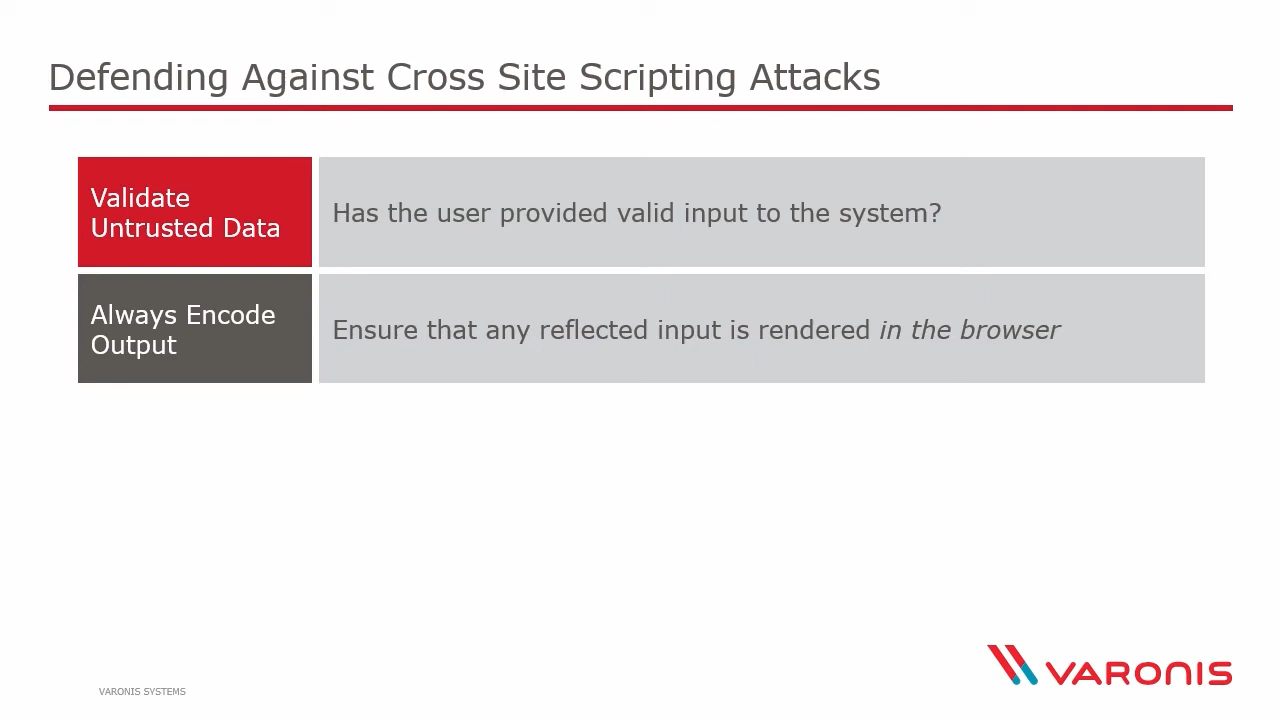 Defending Against Cross Site Scripting Attacks
Validate
Untrusted Data
Has the user provided valid input to the system?
Always Encode
Output
Ensure that any reflected input is rendered in the browser
VARONIS SYSTEMS
VARONIS